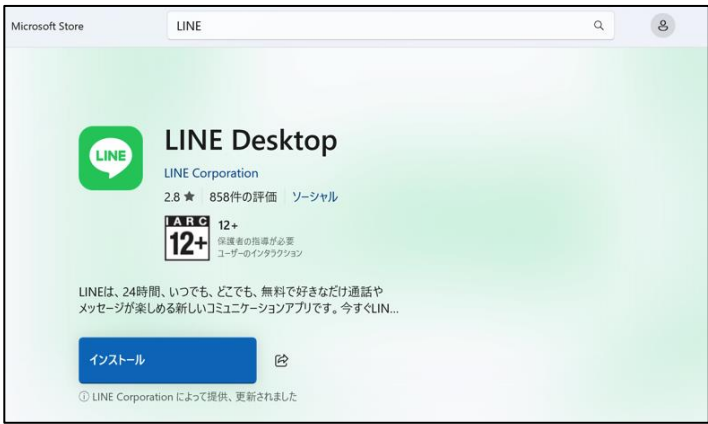 Microsoft Store
LINE
LINE
LINE Desktop
LINE Corporation
2.8 ★ 858件の評価 ソーシャル
IARC
12+
12+
保護者の指導が必要
ユーザーのインタラクション
LINEは、24時間、いつでも、どこでも、無料で好きなだけ通話や
メッセージが楽しめる新しいコミュニケーションアプリです。今すぐLIN...
インストール
LINE Corporation によって提供、更新されました